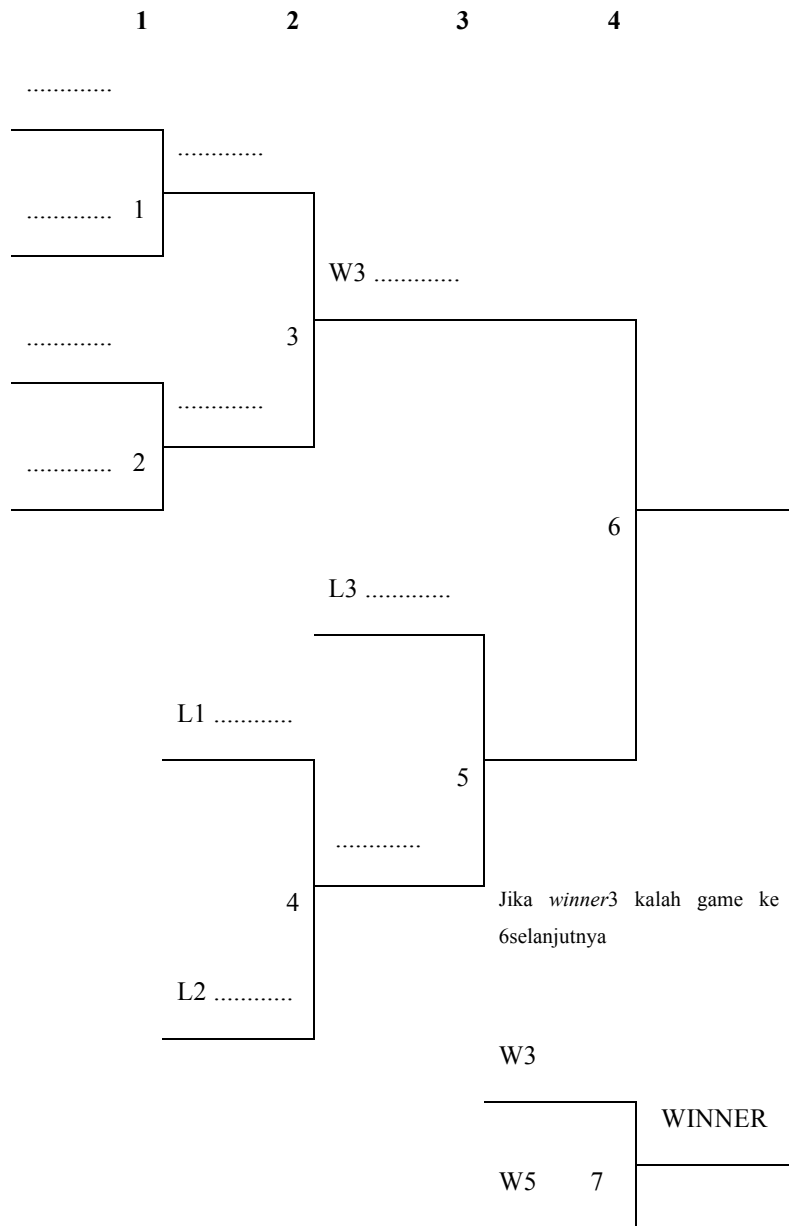 1 2 3 4
.............
.............
............. 1
W3 .............
.............
3
.............
............. 2
6
L3 .............
L1 ............
5
.............
4
Jika winner3 kalah game ke
6selanjutnya
L2 ............
W3
WINNER
W5 7